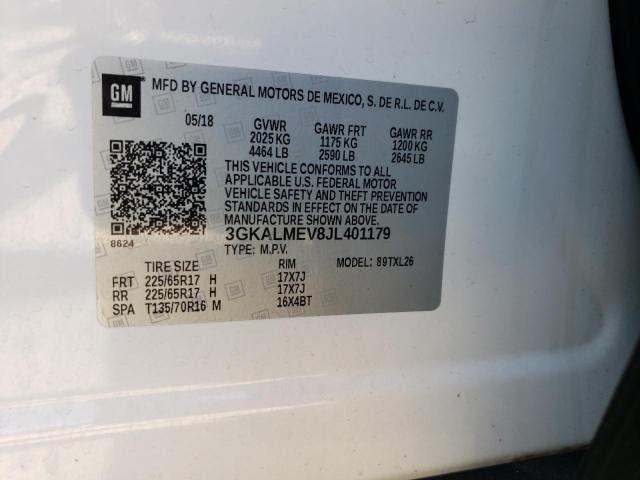 GM MFD BY GENERAL MOTORS DE MEXICO, S. DE R.L. DE C.V.
05/18 GVWR GAWR FRT GAWR RR
2025 KG 1175 KG 1200 KG
4464 LB 2590 LB 2645 LB
THIS VEHICLE CONFORMS TO ALL
APPLICABLE U.S. FEDERAL MOTOR
VEHICLE SAFETY AND THEFT PREVENTION
STANDARDS IN EFFECT ON THE DATE OF
MANUFACTURE SHOWN ABOVE.
8624 3GKALMEV8JL401179
TYPE: M.P.V. MODEL: 89TXL26
TIRE SIZE RIM
FRT 225/65R17 H 17X7J
RR 225/65R17 H 17X7J
SPA T135/70R16 M 16X4BT